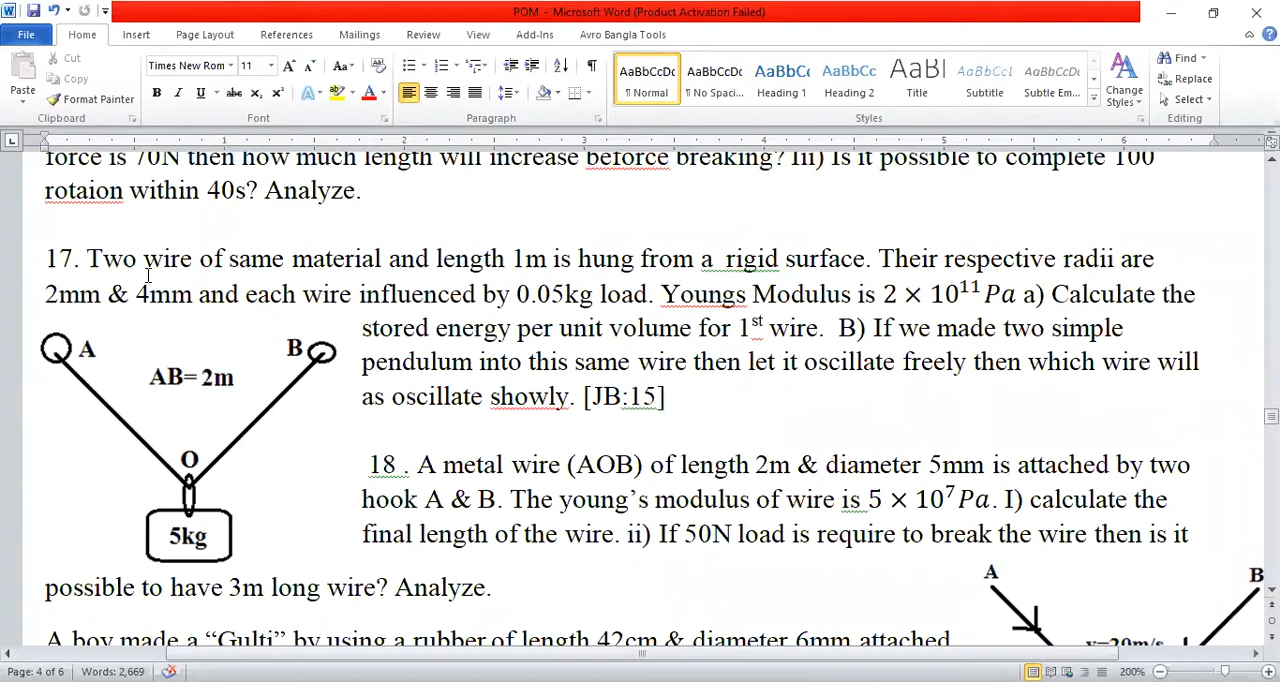 POM - Microsoft Word (Product Activation Failed)
File Home Insert Page Layout References Mailings Review View Add-Ins Avro Bangla Tools
Cut
Copy
Format Painter
Paste
Times New Rom 11
AaBbCcDc AaBbCcDc AaBbCc AaBbCc AaBl AaBbCcDc AaBbCcDc
¶ Normal ¶ No Spaci... Heading 1 Heading 2 Title Subtitle Subtle Em...
Change Styles
Find
Replace
Select
Clipboard Font Paragraph Styles Editing
1 2 3 4 5 6
force is 70N then how much length will increase beforce breaking? Iii) Is it possible to complete 100
rotaion within 40s? Analyze.
17. Two wire of same material and length 1m is hung from a rigid surface. Their respective radii are
2mm & 4mm and each wire influenced by 0.05kg load. Youngs Modulus is 2 × 10¹¹ Pa a) Calculate the
stored energy per unit volume for 1st wire. B) If we made two simple
pendulum into this same wire then let it oscillate freely then which wire will
as oscillate showly. [JB:15]
A B
AB= 2m
O
5kg
18 . A metal wire (AOB) of length 2m & diameter 5mm is attached by two
hook A & B. The young's modulus of wire is 5 × 10⁷ Pa. I) calculate the
final length of the wire. ii) If 50N load is require to break the wire then is it
possible to have 3m long wire? Analyze.
A B
A boy made a "Gulti" by using a rubber of length 42cm & diameter 6mm attached
v=20m/s
Page: 4 of 6 Words: 2,669 200%